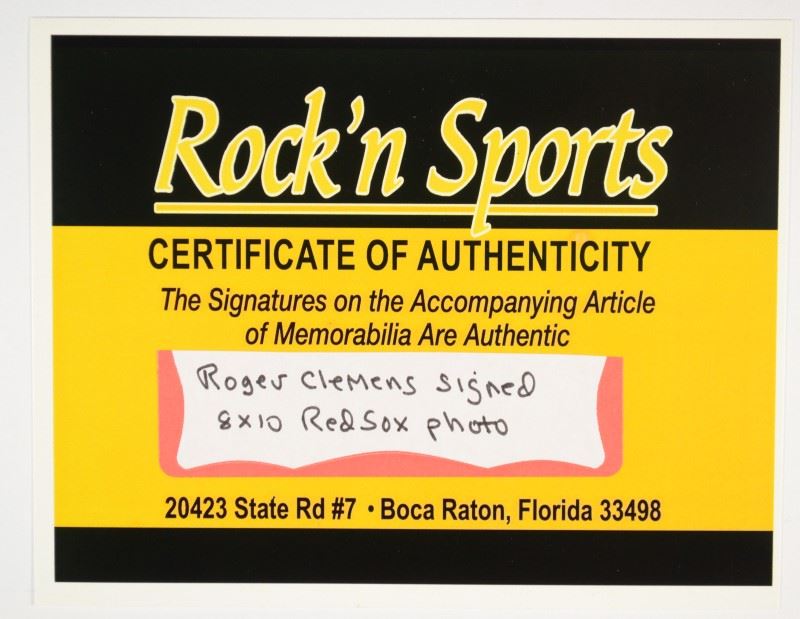 Rock'n Sports
CERTIFICATE OF AUTHENTICITY
The Signatures on the Accompanying Article
of Memorabilia Are Authentic
Roger Clemens signed
8x10 RedSox photo
20423 State Rd #7 • Boca Raton, Florida 33498